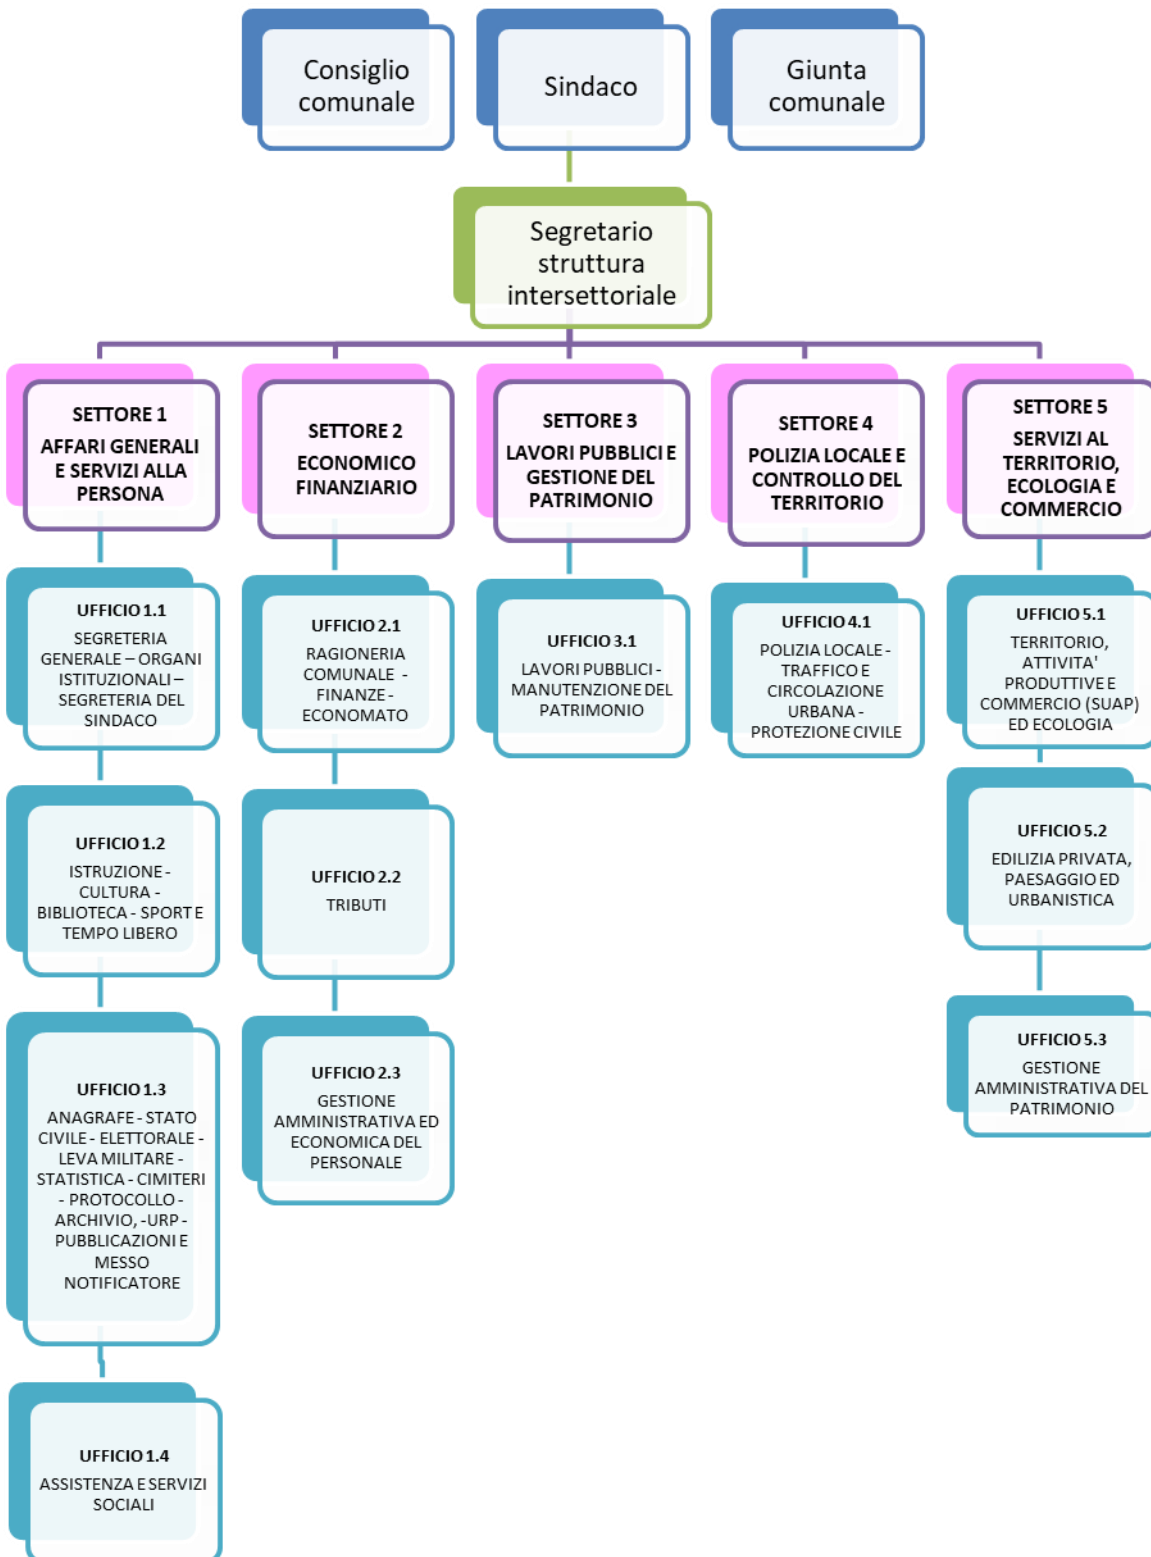 Consiglio
comunale
Sindaco
Giunta
comunale
Segretario
struttura
intersettoriale
SETTORE 1
AFFARI GENERALI
E SERVIZI ALLA
PERSONA
SETTORE 2
ECONOMICO
FINANZIARIO
SETTORE 3
LAVORI PUBBLICI E
GESTIONE DEL
PATRIMONIO
SETTORE 4
POLIZIA LOCALE E
CONTROLLO DEL
TERRITORIO
SETTORE 5
SERVIZI AL
TERRITORIO,
ECOLOGIA E
COMMERCIO
UFFICIO 1.1
SEGRETERIA
GENERALE – ORGANI
ISTITUZIONALI –
SEGRETERIA DEL
SINDACO
UFFICIO 2.1
RAGIONERIA
COMUNALE -
FINANZE -
ECONOMATO
UFFICIO 3.1
LAVORI PUBBLICI -
MANUTENZIONE DEL
PATRIMONIO
UFFICIO 4.1
POLIZIA LOCALE -
TRAFFICO E
CIRCOLAZIONE
URBANA -
PROTEZIONE CIVILE
UFFICIO 5.1
TERRITORIO,
ATTIVITA'
PRODUTTIVE E
COMMERCIO (SUAP)
ED ECOLOGIA
UFFICIO 1.2
ISTRUZIONE -
CULTURA -
BIBLIOTECA - SPORT E
TEMPO LIBERO
UFFICIO 2.2
TRIBUTI
UFFICIO 5.2
EDILIZIA PRIVATA,
PAESAGGIO ED
URBANISTICA
UFFICIO 1.3
ANAGRAFE - STATO
CIVILE - ELETTORALE -
LEVA MILITARE -
STATISTICA - CIMITERI
- PROTOCOLLO -
ARCHIVIO, -URP -
PUBBLICAZIONI E
MESSO
NOTIFICATORE
UFFICIO 2.3
GESTIONE
AMMINISTRATIVA ED
ECONOMICA DEL
PERSONALE
UFFICIO 5.3
GESTIONE
AMMINISTRATIVA DEL
PATRIMONIO
UFFICIO 1.4
ASSISTENZA E SERVIZI
SOCIALI